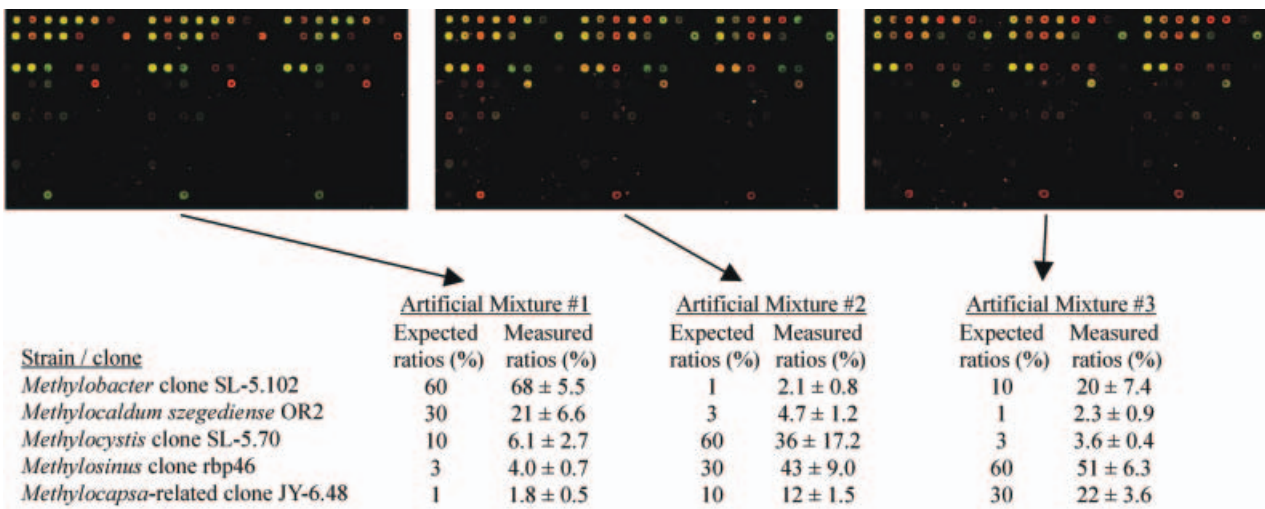 Artificial Mixture #1 Artificial Mixture #2 Artificial Mixture #3
Expected Measured Expected Measured Expected Measured
Strain / clone ratios (%) ratios (%) ratios (%) ratios (%) ratios (%) ratios (%)
Methylobacter clone SL-5.102 60 68 ± 5.5 1 2.1 ± 0.8 10 20 ± 7.4
Methylocaldum szegediense OR2 30 21 ± 6.6 3 4.7 ± 1.2 1 2.3 ± 0.9
Methylocystis clone SL-5.70 10 6.1 ± 2.7 60 36 ± 17.2 3 3.6 ± 0.4
Methylosinus clone rbp46 3 4.0 ± 0.7 30 43 ± 9.0 60 51 ± 6.3
Methylocapsa-related clone JY-6.48 1 1.8 ± 0.5 10 12 ± 1.5 30 22 ± 3.6